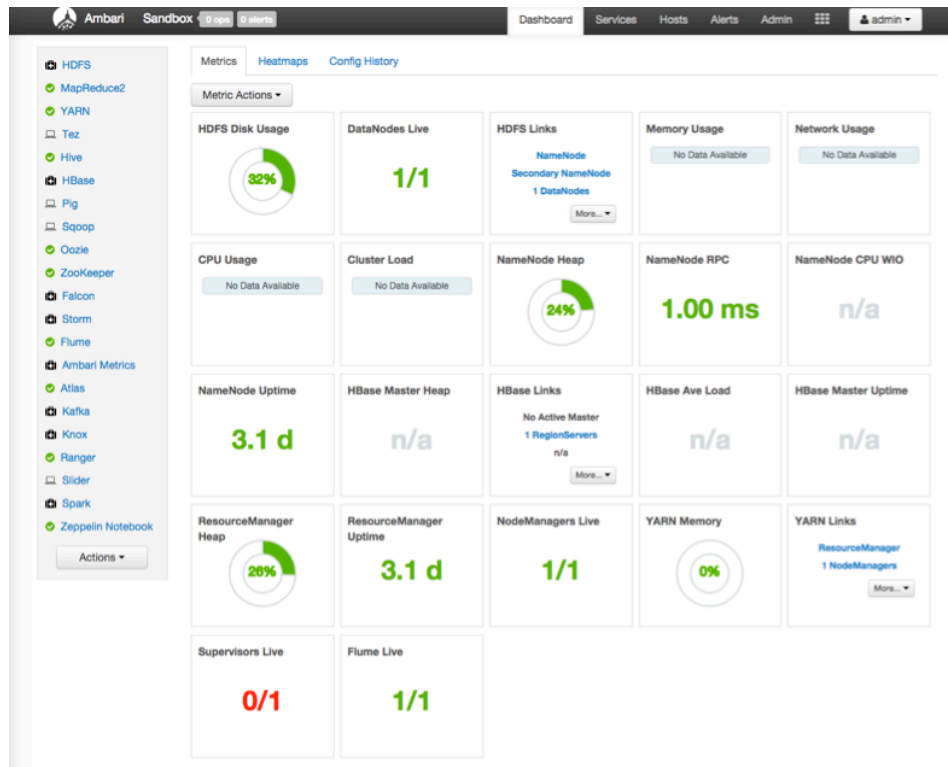 Ambari Sandbox 0 ops 0 alerts Dashboard Services Hosts Alerts Admin admin
HDFS
MapReduce2
YARN
Tez
Hive
HBase
Pig
Sqoop
Oozie
ZooKeeper
Falcon
Storm
Flume
Ambari Metrics
Atlas
Kafka
Knox
Ranger
Slider
Spark
Zeppelin Notebook
Actions
Metrics Heatmaps Config History
Metric Actions
HDFS Disk Usage
32%
DataNodes Live
1/1
HDFS Links
NameNode
Secondary NameNode
1 DataNodes
More...
Memory Usage
No Data Available
Network Usage
No Data Available
CPU Usage
No Data Available
Cluster Load
No Data Available
NameNode Heap
24%
NameNode RPC
1.00 ms
NameNode CPU WIO
n/a
NameNode Uptime
3.1 d
HBase Master Heap
n/a
HBase Links
No Active Master
1 RegionServers
n/a
More...
HBase Ave Load
n/a
HBase Master Uptime
n/a
ResourceManager
Heap
26%
ResourceManager
Uptime
3.1 d
NodeManagers Live
1/1
YARN Memory
0%
YARN Links
ResourceManager
1 NodeManagers
More...
Supervisors Live
0/1
Flume Live
1/1